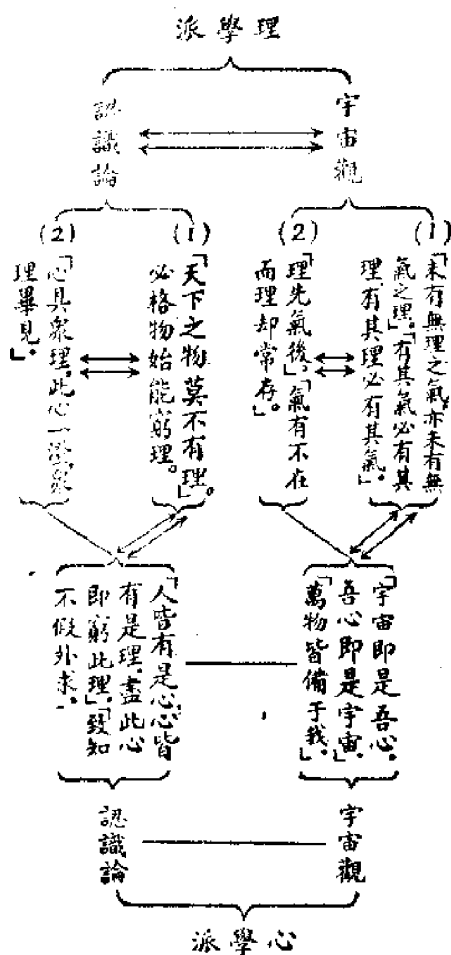 理學派
宇宙觀
認識論
(1)
「未有無理之氣，亦未有無
氣之理」。「有其氣必有其
理，有其理必有其氣」。
(2)
「理先氣後」。「氣有不在
而理却常存。」
(1)
「天下之物莫不有理」。
必格物始能窮理。
(2)
「心具衆理，此心一澄，衆
理畢見」。
「宇宙即是吾心，
吾心即是宇宙，
萬物皆備于我」。
「人皆有是心，心皆
有是理，盡此心
即窮此理」。「致知
不假外求」。
宇宙觀
認識論
心學派